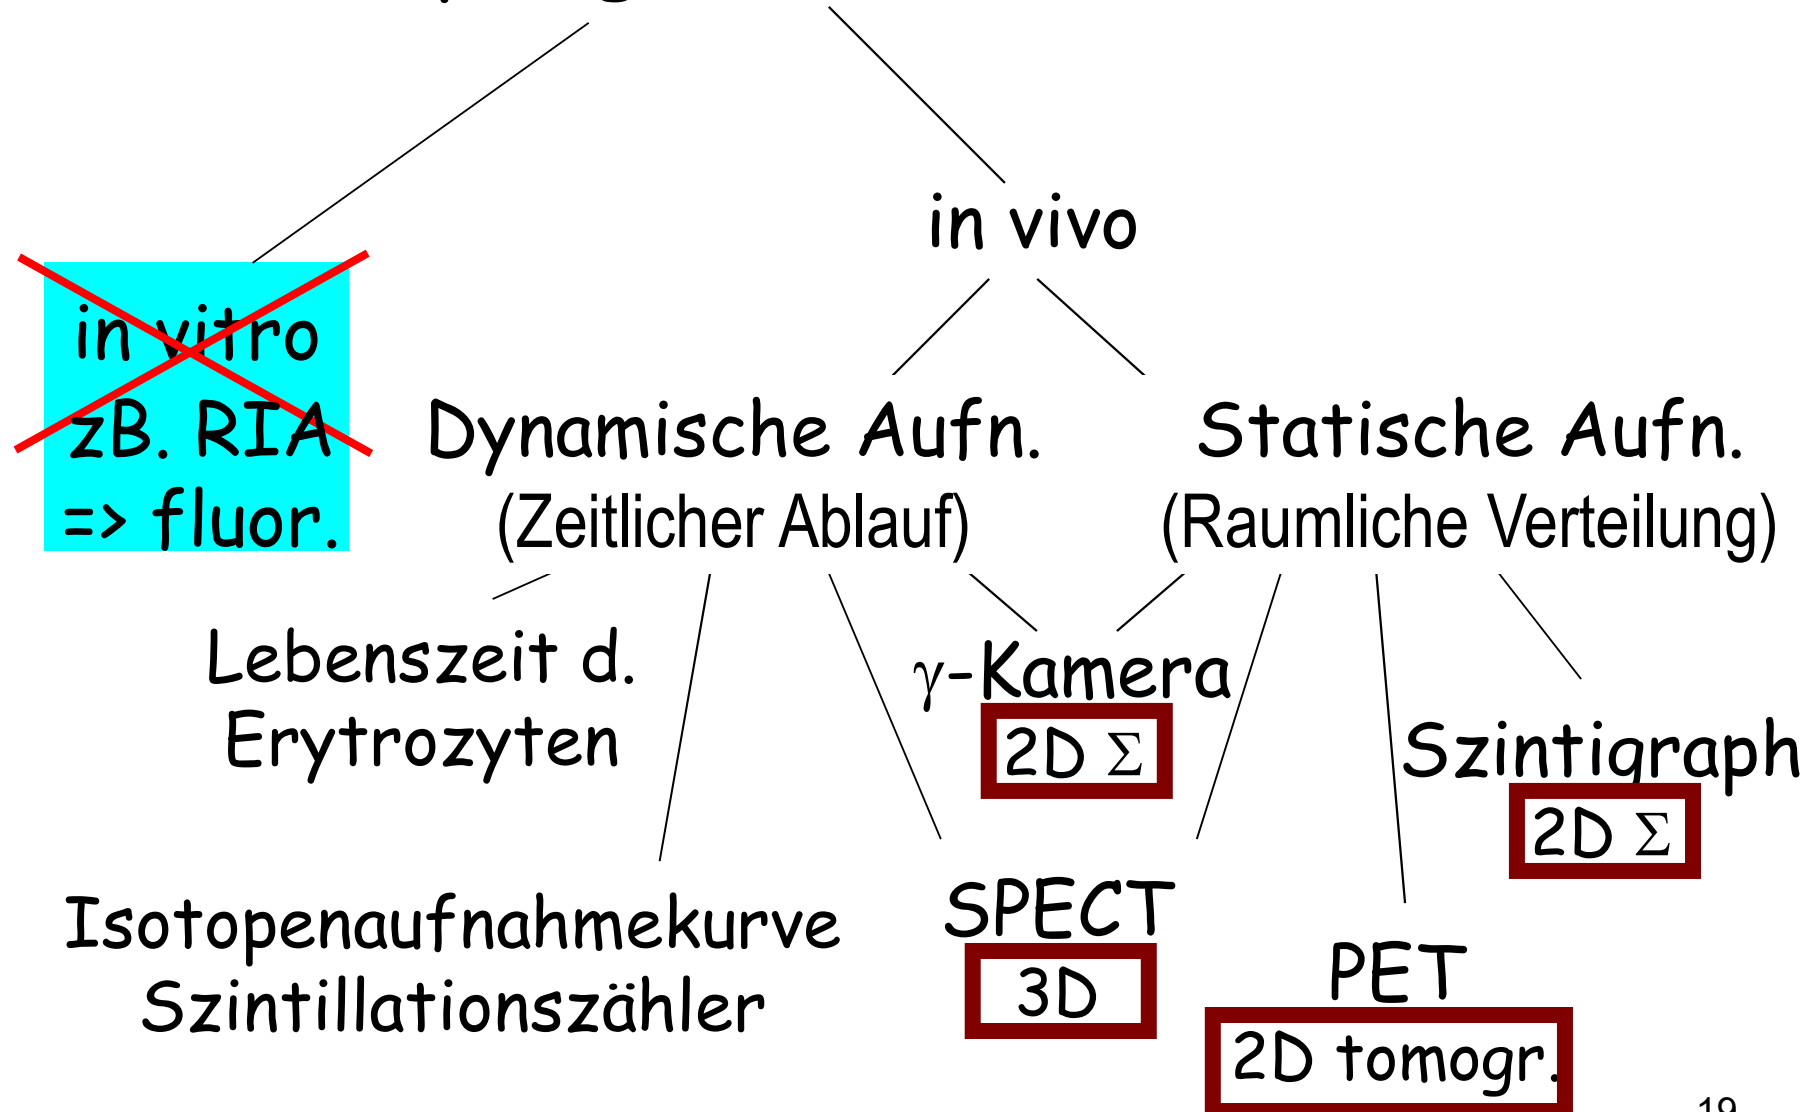 in vivo
in vitro
zB. RIA
=> fluor.
Dynamische Aufn.
(Zeitlicher Ablauf)
Statische Aufn.
(Raumliche Verteilung)
Lebenszeit d.
Erytrozyten
γ-Kamera
2D Σ
Szintigraph
2D Σ
Isotopenaufnahmekurve
Szintillationszähler
SPECT
3D
PET
2D tomogr.
19